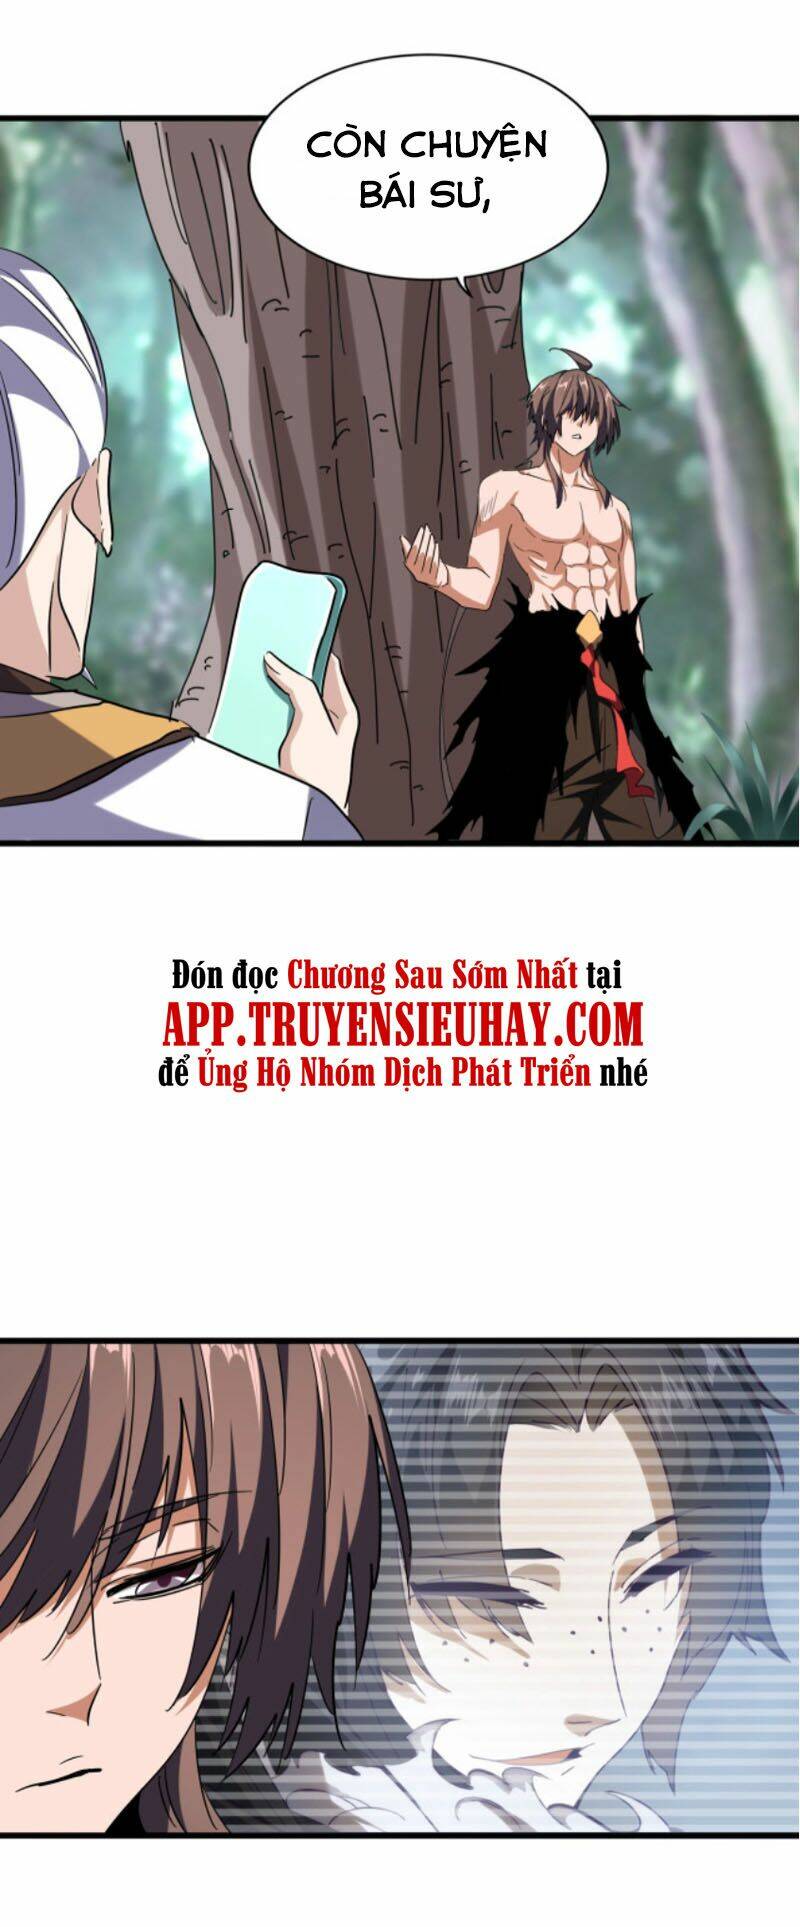 CÒN CHUYỆN
BÁI SƯ,
Đón đọc Chương Sau Sớm Nhất tại
APP.TRUYENSIEUHAY.COM
để Ủng Hộ Nhóm Dịch Phát Triển nhé